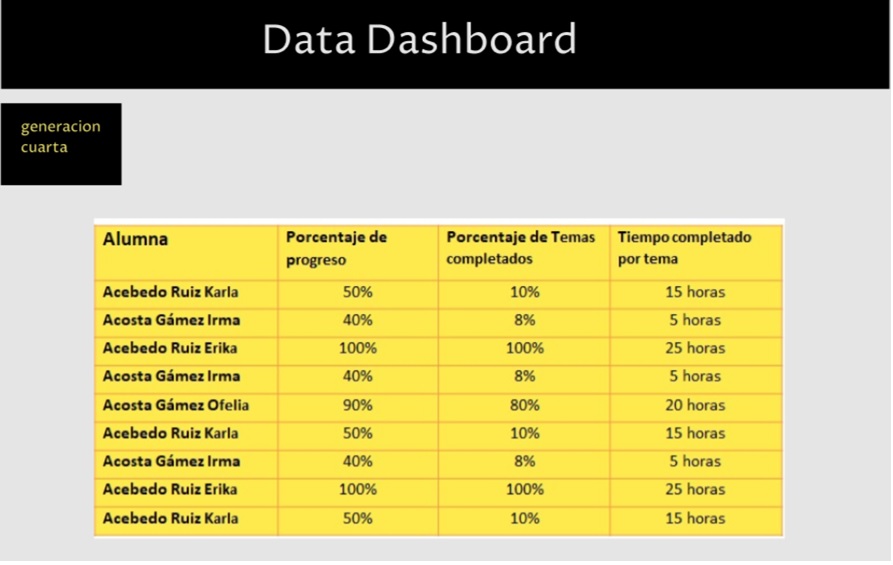 Data Dashboard
generacion
cuarta
Alumna Porcentaje de progreso Porcentaje de Temas completados Tiempo completado por tema
Acebedo Ruiz Karla 50% 10% 15 horas
Acosta Gámez Irma 40% 8% 5 horas
Acebedo Ruiz Erika 100% 100% 25 horas
Acosta Gámez Irma 40% 8% 5 horas
Acosta Gámez Ofelia 90% 80% 20 horas
Acebedo Ruiz Karla 50% 10% 15 horas
Acosta Gámez Irma 40% 8% 5 horas
Acebedo Ruiz Erika 100% 100% 25 horas
Acebedo Ruiz Karla 50% 10% 15 horas